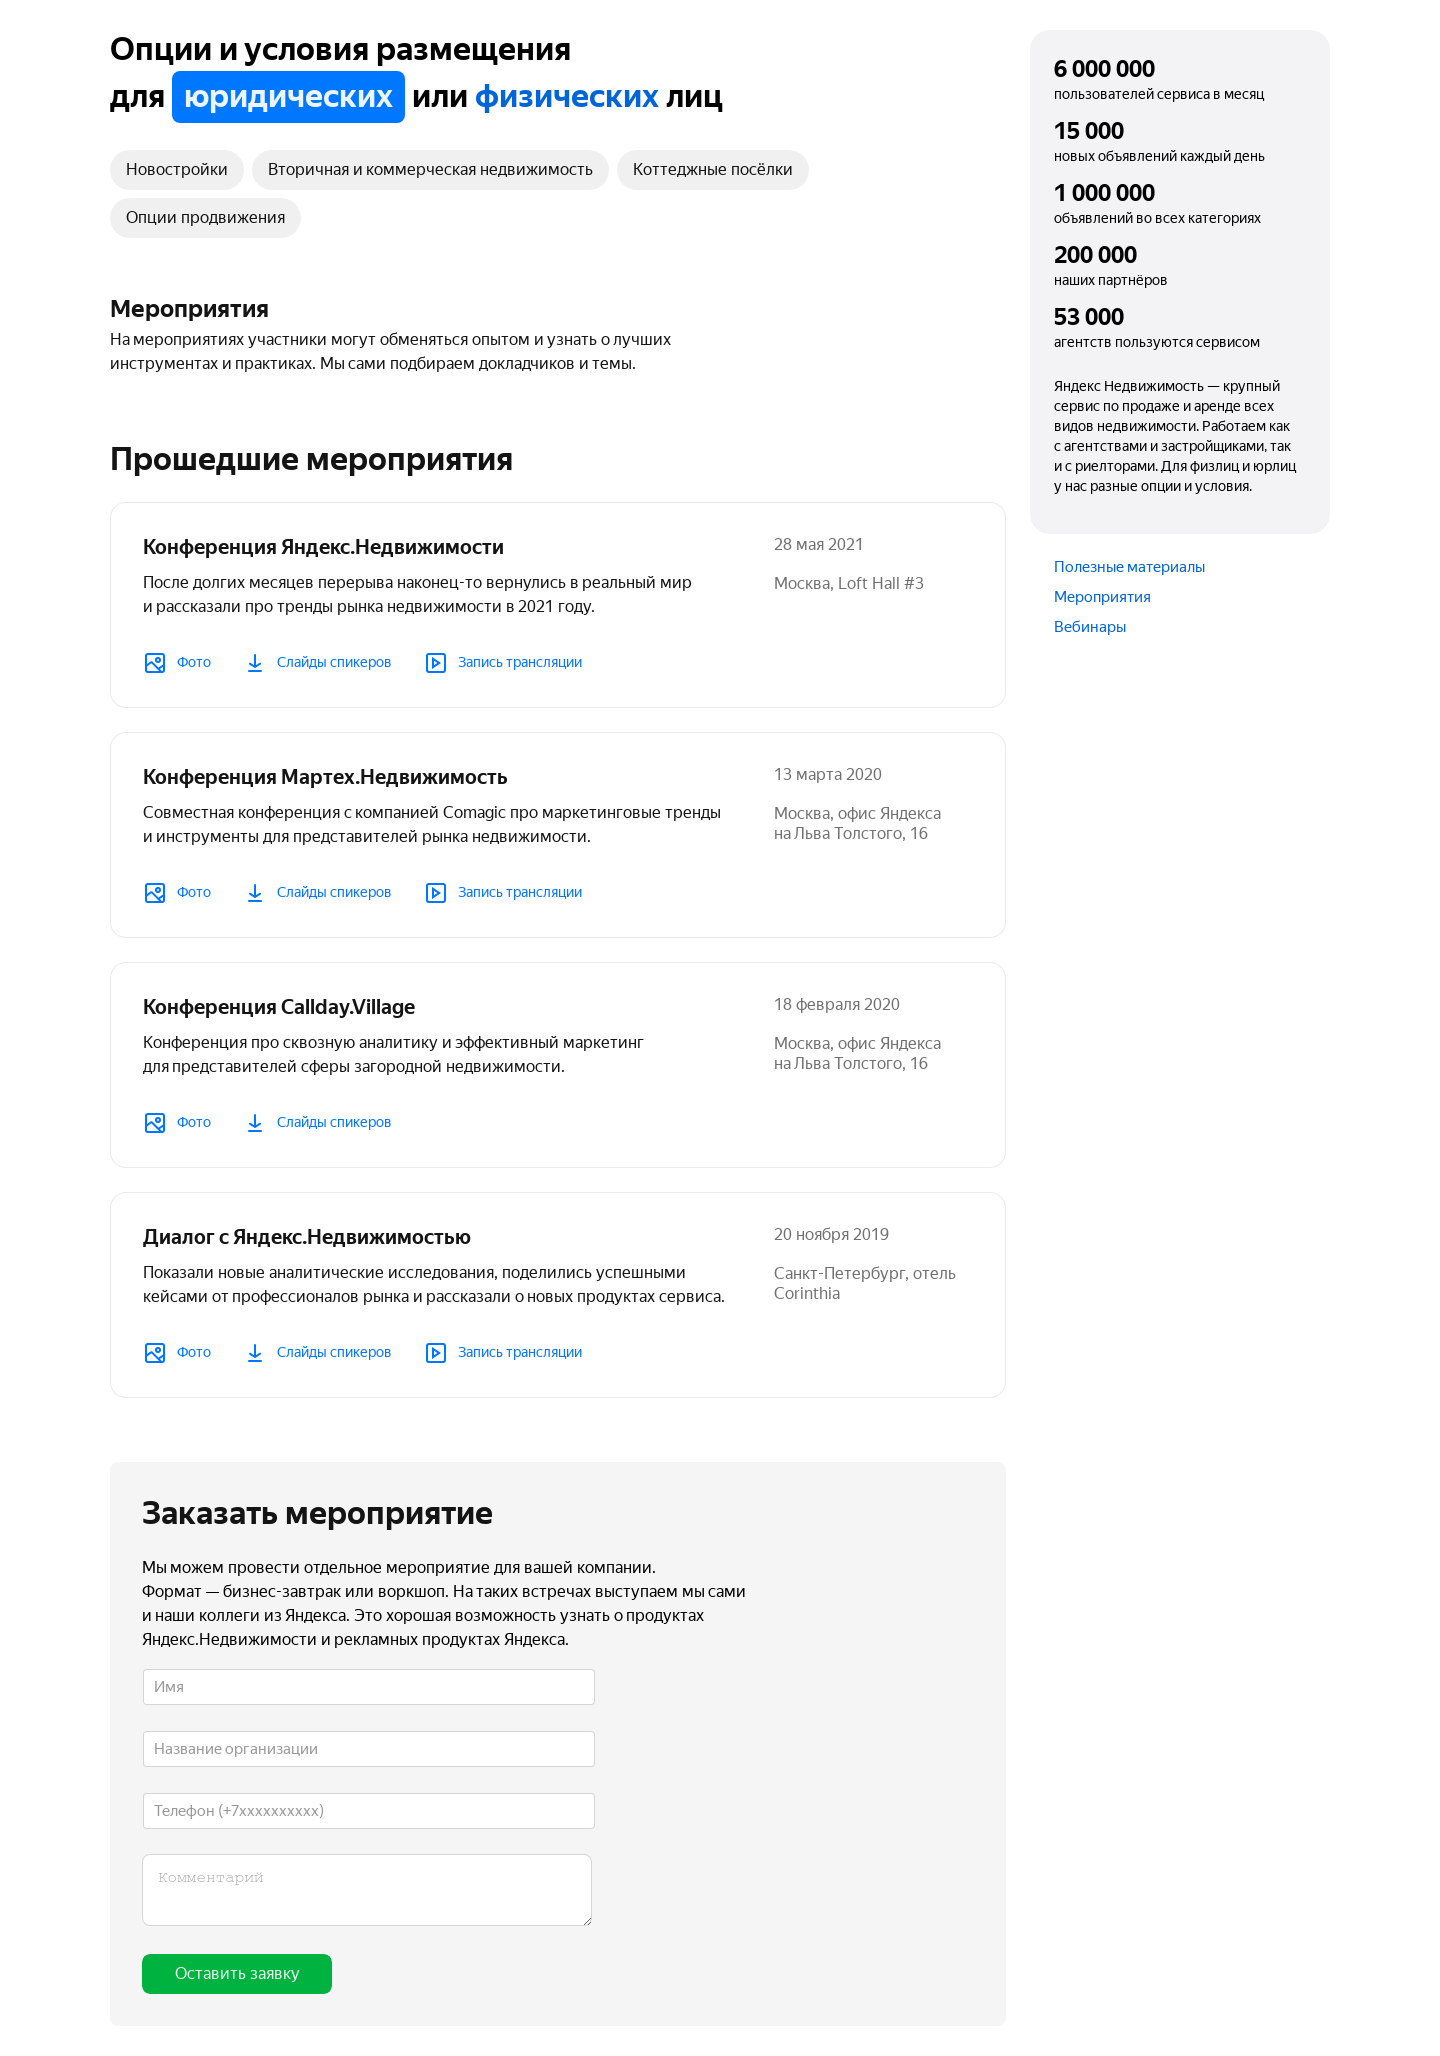 Опции и условия размещения
для юридических или физических лиц
Новостройки
Вторичная и коммерческая недвижимость
Коттеджные посёлки
Опции продвижения
Мероприятия
На мероприятиях участники могут обменяться опытом и узнать о лучших
инструментах и практиках. Мы сами подбираем докладчиков и темы.
Прошедшие мероприятия
Конференция Яндекс.Недвижимости
После долгих месяцев перерыва наконец-то вернулись в реальный мир
и рассказали про тренды рынка недвижимости в 2021 году.
28 мая 2021
Москва, Loft Hall #3
Фото
Слайды спикеров
Запись трансляции
Конференция Мартех.Недвижимость
Совместная конференция с компанией Comagic про маркетинговые тренды
и инструменты для представителей рынка недвижимости.
13 марта 2020
Москва, офис Яндекса
на Льва Толстого, 16
Фото
Слайды спикеров
Запись трансляции
Конференция Callday.Village
Конференция про сквозную аналитику и эффективный маркетинг
для представителей сферы загородной недвижимости.
18 февраля 2020
Москва, офис Яндекса
на Льва Толстого, 16
Фото
Слайды спикеров
Диалог с Яндекс.Недвижимостью
Показали новые аналитические исследования, поделились успешными
кейсами от профессионалов рынка и рассказали о новых продуктах сервиса.
20 ноября 2019
Санкт-Петербург, отель
Corinthia
Фото
Слайды спикеров
Запись трансляции
Заказать мероприятие
Мы можем провести отдельное мероприятие для вашей компании.
Формат — бизнес-завтрак или воркшоп. На таких встречах выступаем мы сами
и наши коллеги из Яндекса. Это хорошая возможность узнать о продуктах
Яндекс.Недвижимости и рекламных продуктах Яндекса.
Имя
Название организации
Телефон (+7xxxxxxxxxx)
Комментарий
Оставить заявку
6 000 000
пользователей сервиса в месяц
15 000
новых объявлений каждый день
1 000 000
объявлений во всех категориях
200 000
наших партнёров
53 000
агентств пользуются сервисом
Яндекс Недвижимость — крупный
сервис по продаже и аренде всех
видов недвижимости. Работаем как
с агентствами и застройщиками, так
и с риелторами. Для физлиц и юрлиц
у нас разные опции и условия.
Полезные материалы
Мероприятия
Вебинары